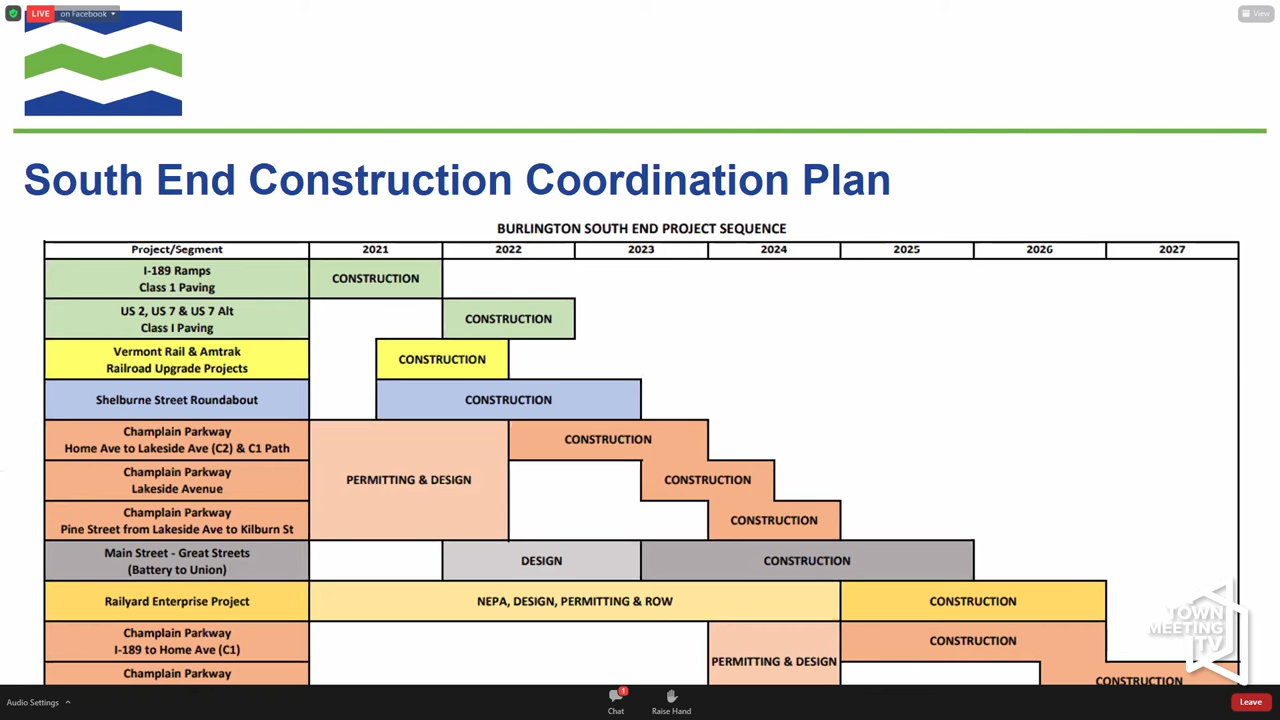 LIVE on Facebook
View
South End Construction Coordination Plan
BURLINGTON SOUTH END PROJECT SEQUENCE
Project/Segment 2021 2022 2023 2024 2025 2026 2027
I-189 Ramps
Class 1 Paving
CONSTRUCTION
US 2, US 7 & US 7 Alt
Class I Paving
CONSTRUCTION
Vermont Rail & Amtrak
Railroad Upgrade Projects
CONSTRUCTION
Shelburne Street Roundabout
CONSTRUCTION
Champlain Parkway
Home Ave to Lakeside Ave (C2) & C1 Path
CONSTRUCTION
Champlain Parkway
Lakeside Avenue
PERMITTING & DESIGN
CONSTRUCTION
Champlain Parkway
Pine Street from Lakeside Ave to Kilburn St
CONSTRUCTION
Main Street - Great Streets
(Battery to Union)
DESIGN
CONSTRUCTION
Railyard Enterprise Project
NEPA, DESIGN, PERMITTING & ROW
CONSTRUCTION
Champlain Parkway
I-189 to Home Ave (C1)
CONSTRUCTION
PERMITTING & DESIGN
Champlain Parkway
CONSTRUCTION
TOWN
MEETING
TV
Audio Settings
1
Chat
Raise Hand
Leave